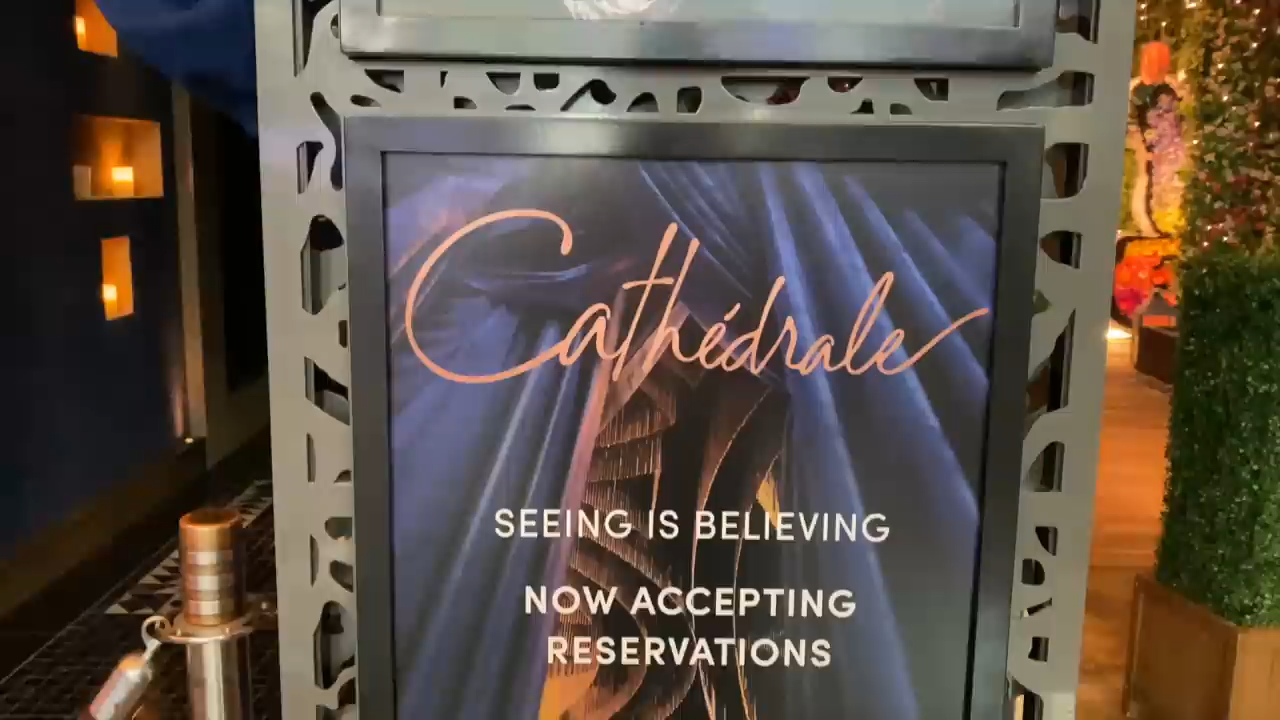 Cathédrale
SEEING IS BELIEVING
NOW ACCEPTING
RESERVATIONS